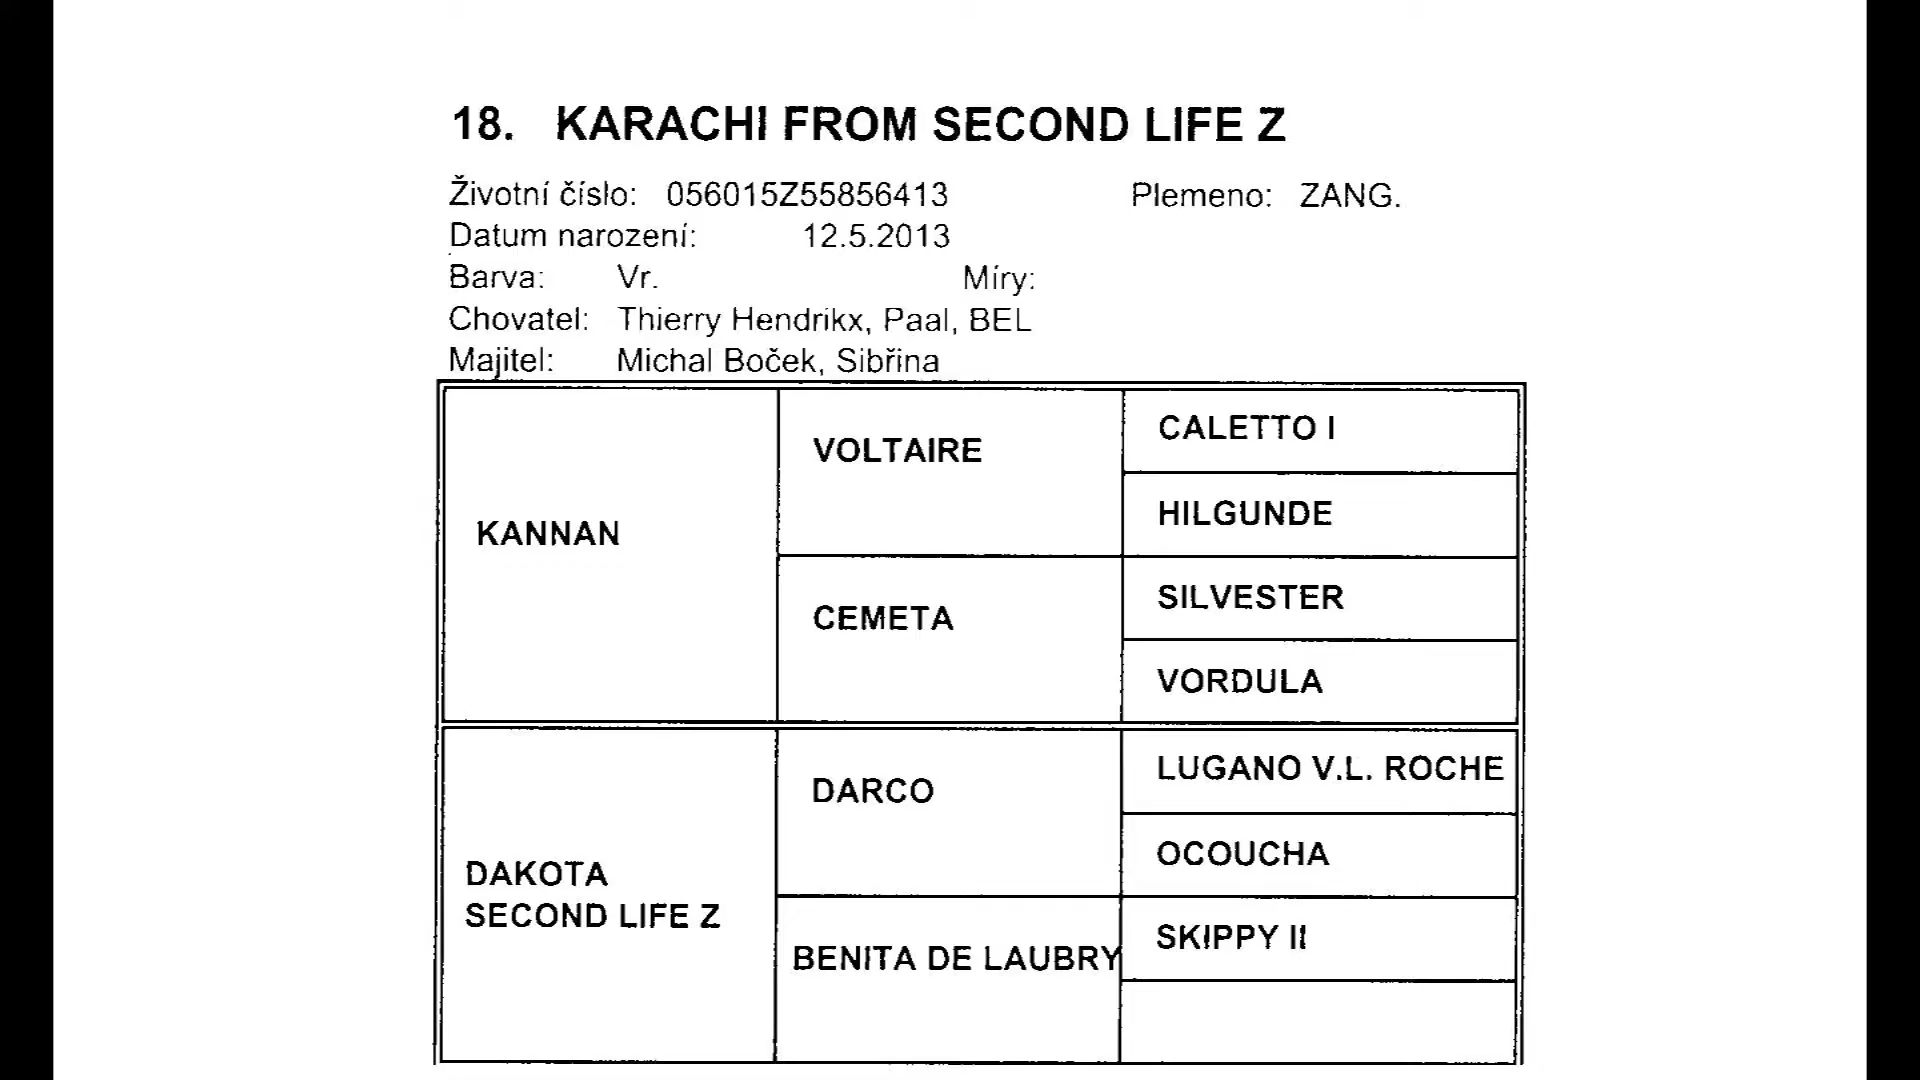 18. KARACHI FROM SECOND LIFE Z
Životní číslo: 056015Z55856413 Plemeno: ZANG.
Datum narození: 12.5.2013
Barva: Vr. Míry:
Chovatel: Thierry Hendrikx, Paal, BEL
Majitel: Michal Boček, Sibřina
KANNAN
VOLTAIRE
CALETTO I
HILGUNDE
CEMETA
SILVESTER
VORDULA
DAKOTA
SECOND LIFE Z
DARCO
LUGANO V.L. ROCHE
OCOUCHA
BENITA DE LAUBRY
SKIPPY II